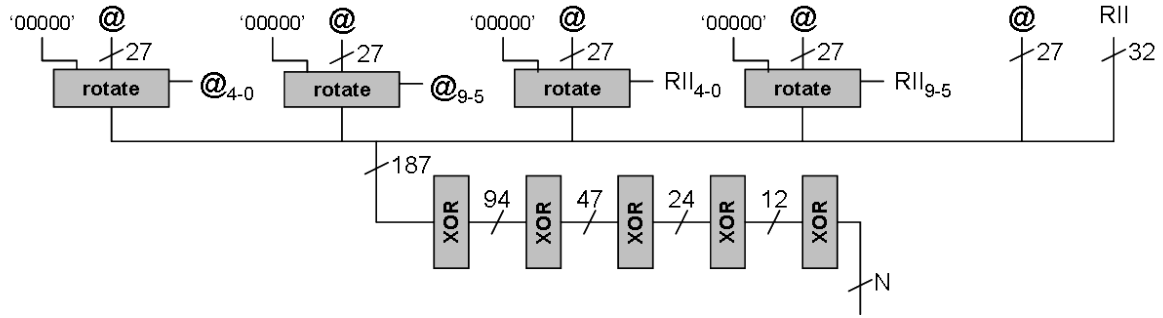 '00000' @ '00000' @ '00000' @ '00000' @ @ RII
27 27 27 27 27 32
rotate @4-0 rotate @9-5 rotate RII4-0 rotate RII9-5
187
XOR 94 XOR 47 XOR 24 XOR 12 XOR
N